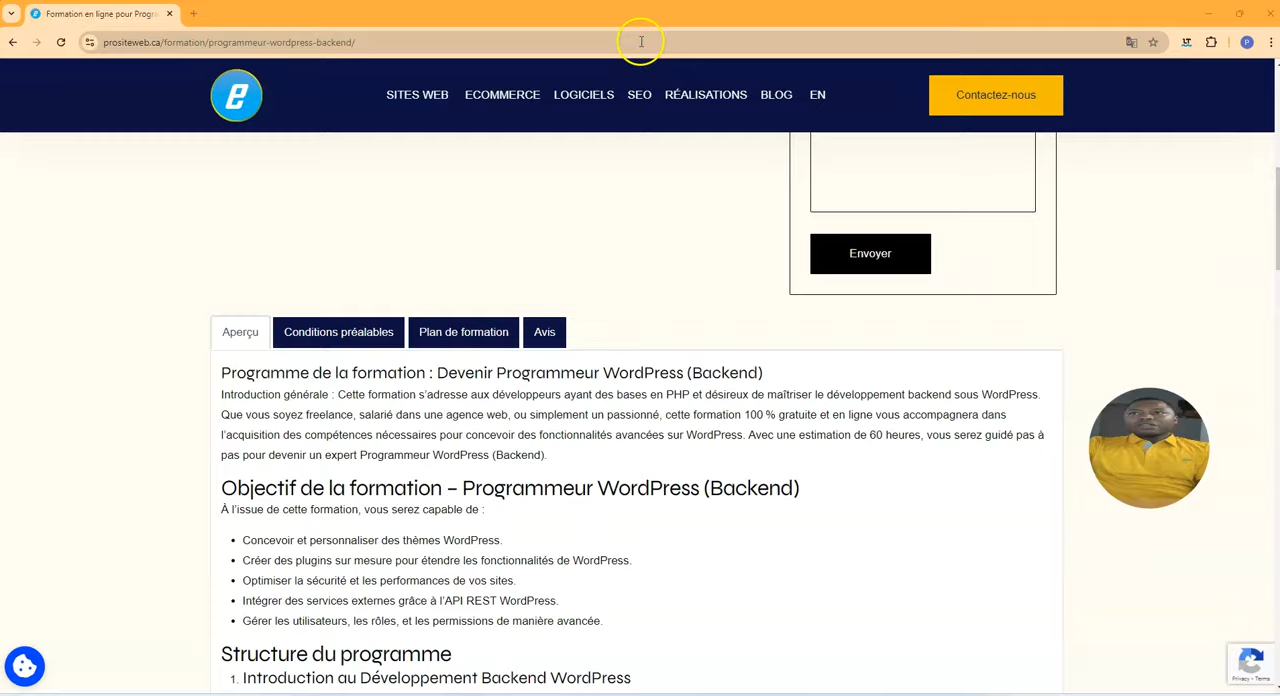 Formation en ligne pour Progra
prositeweb.ca/formation/programmeur-wordpress-backend/
SITES WEB ECOMMERCE LOGICIELS SEO RÉALISATIONS BLOG EN
Contactez-nous
Envoyer
Aperçu Conditions préalables Plan de formation Avis
Programme de la formation : Devenir Programmeur WordPress (Backend)
Introduction générale : Cette formation s’adresse aux développeurs ayant des bases en PHP et désireux de maîtriser le développement backend sous WordPress.
Que vous soyez freelance, salarié dans une agence web, ou simplement un passionné, cette formation 100 % gratuite et en ligne vous accompagnera dans
l’acquisition des compétences nécessaires pour concevoir des fonctionnalités avancées sur WordPress. Avec une estimation de 60 heures, vous serez guidé pas à
pas pour devenir un expert Programmeur WordPress (Backend).
Objectif de la formation – Programmeur WordPress (Backend)
À l’issue de cette formation, vous serez capable de :
• Concevoir et personnaliser des thèmes WordPress.
• Créer des plugins sur mesure pour étendre les fonctionnalités de WordPress.
• Optimiser la sécurité et les performances de vos sites.
• Intégrer des services externes grâce à l’API REST WordPress.
• Gérer les utilisateurs, les rôles, et les permissions de manière avancée.
Structure du programme
1. Introduction au Développement Backend WordPress
Privacy - Terms